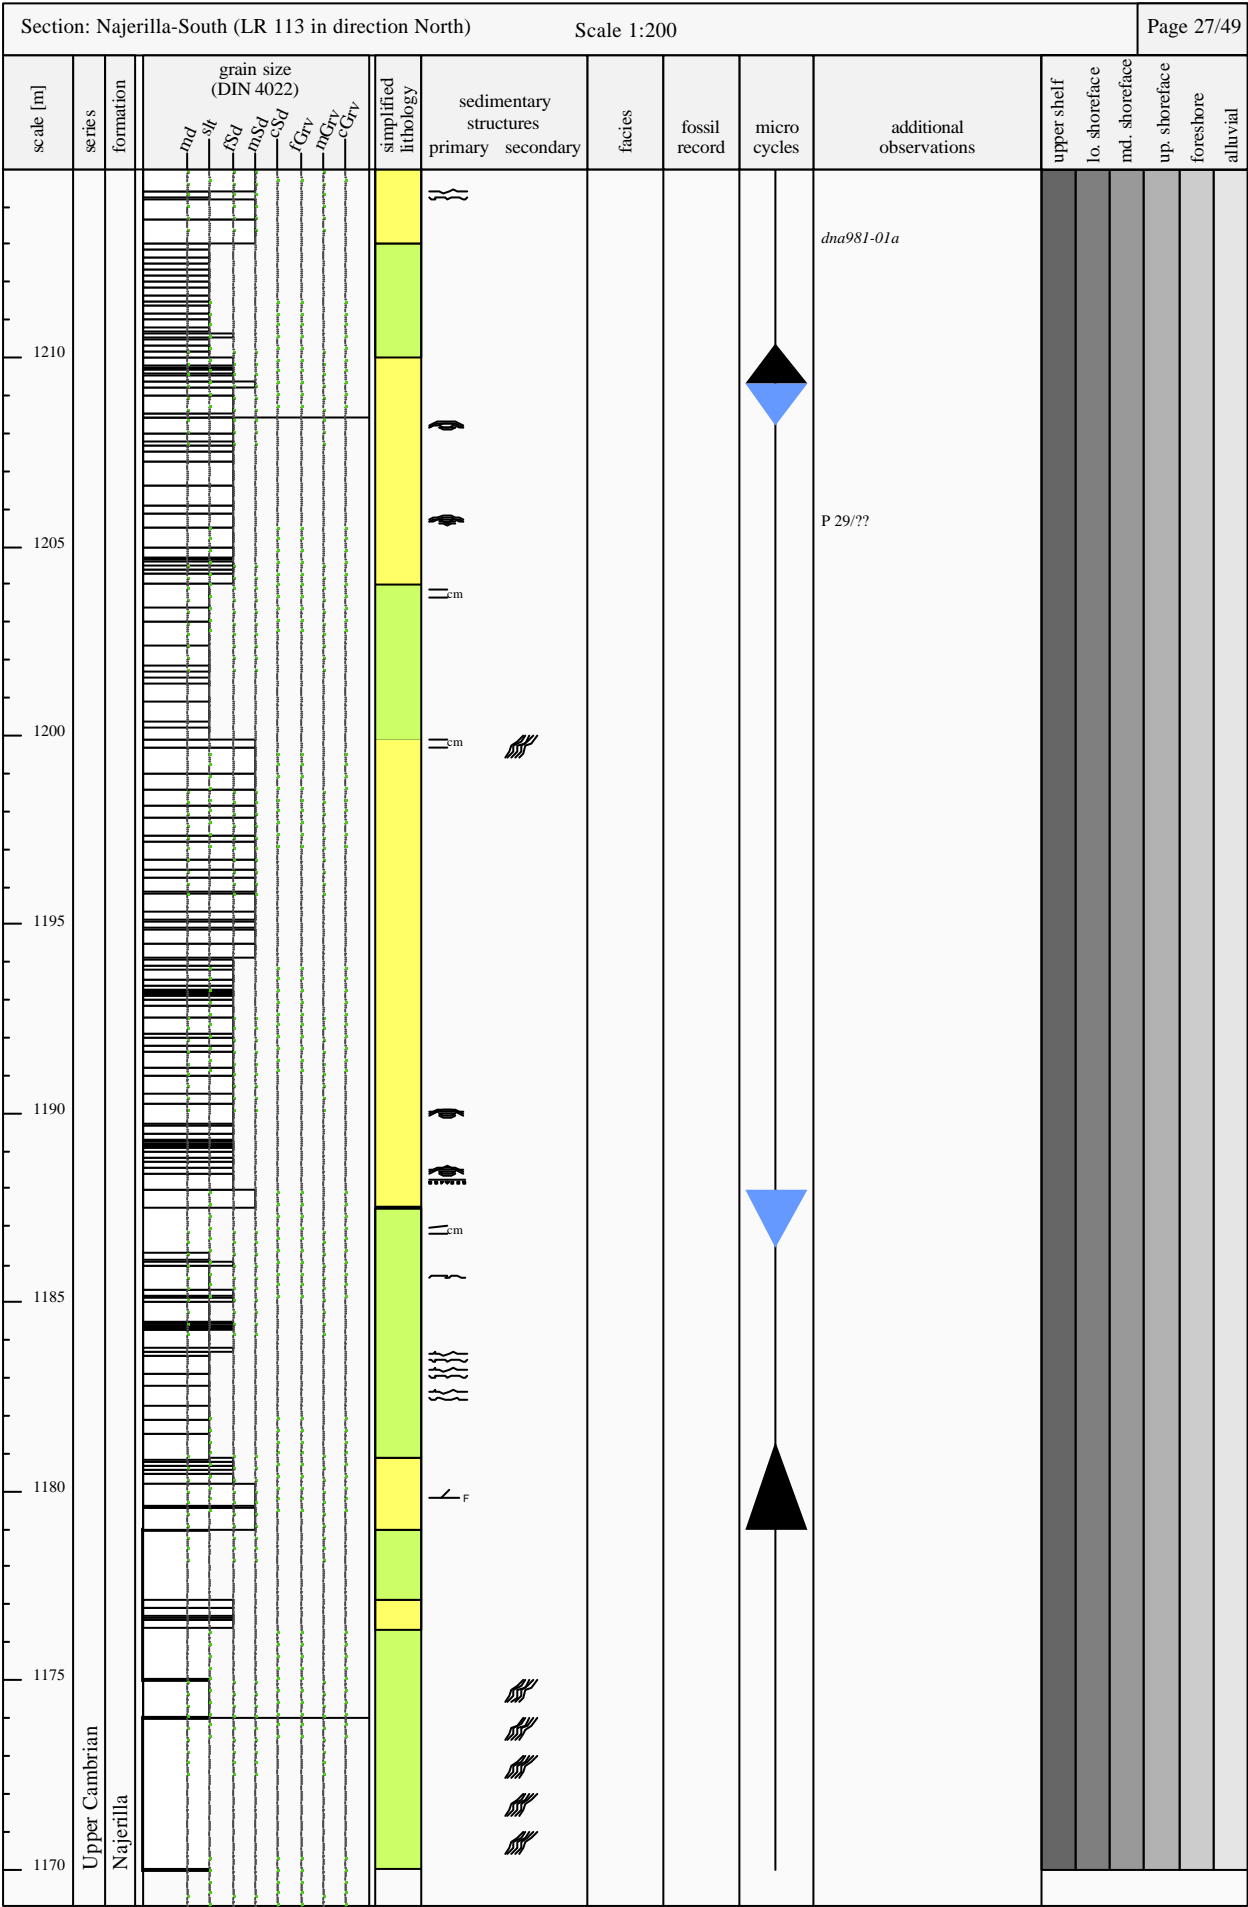 Section: Najerilla-South (LR 113 in direction North)
Scale 1:200
Page 27/49
scale [m]
series
formation
grain size
(DIN 4022)
md
slt
fSd
mSd
cSd
fGrv
mGrv
cGrv
simplified
lithology
sedimentary
structures
primary secondary
facies
fossil
record
micro
cycles
additional
observations
upper shelf
lo. shoreface
md. shoreface
up. shoreface
foreshore
alluvial
dna981-01a
1210
P 29/??
1205
cm
1200
cm
1195
1190
cm
1185
1180
F
1175
1170
Upper Cambrian
Najerilla